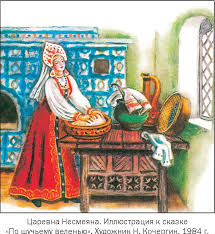 Царевна Несмеяна. Иллюстрация к сказке
«По щучьему веленью». Художник Н. Кочергин. 1984 г.